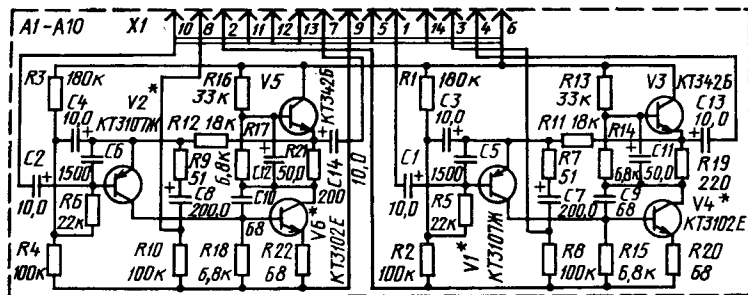 A1-A10 X1 10 8 2 11 12 13 7 9 5 1 14 3 4 6
R3 180к
R16 33к
V5 КТ342Б
R1 180к
R13 33к
V3 КТ342Б
C4 10,0
V2*
КТ3107Ж
R12 18к
R17 6,8к
C3 10,0
R11 18к
R14 6,8к
C13 10,0
C2 10,0
C6 1500
R9 51
C12 50,0
R21 200
C14 10,0
C1 10,0
C5 1500
R7 51
C11 50,0
R19 220
R6 22к
C8 200,0
C10 68
V6*
КТ3102Е
R5 22к
C7 200,0
C9 68
V4*
КТ3102Е
R4 100к
R10 100к
R18 6,8к
R22 68
R2 100к
V1*
КТ3107Ж
R8 100к
R15 6,8к
R20 68